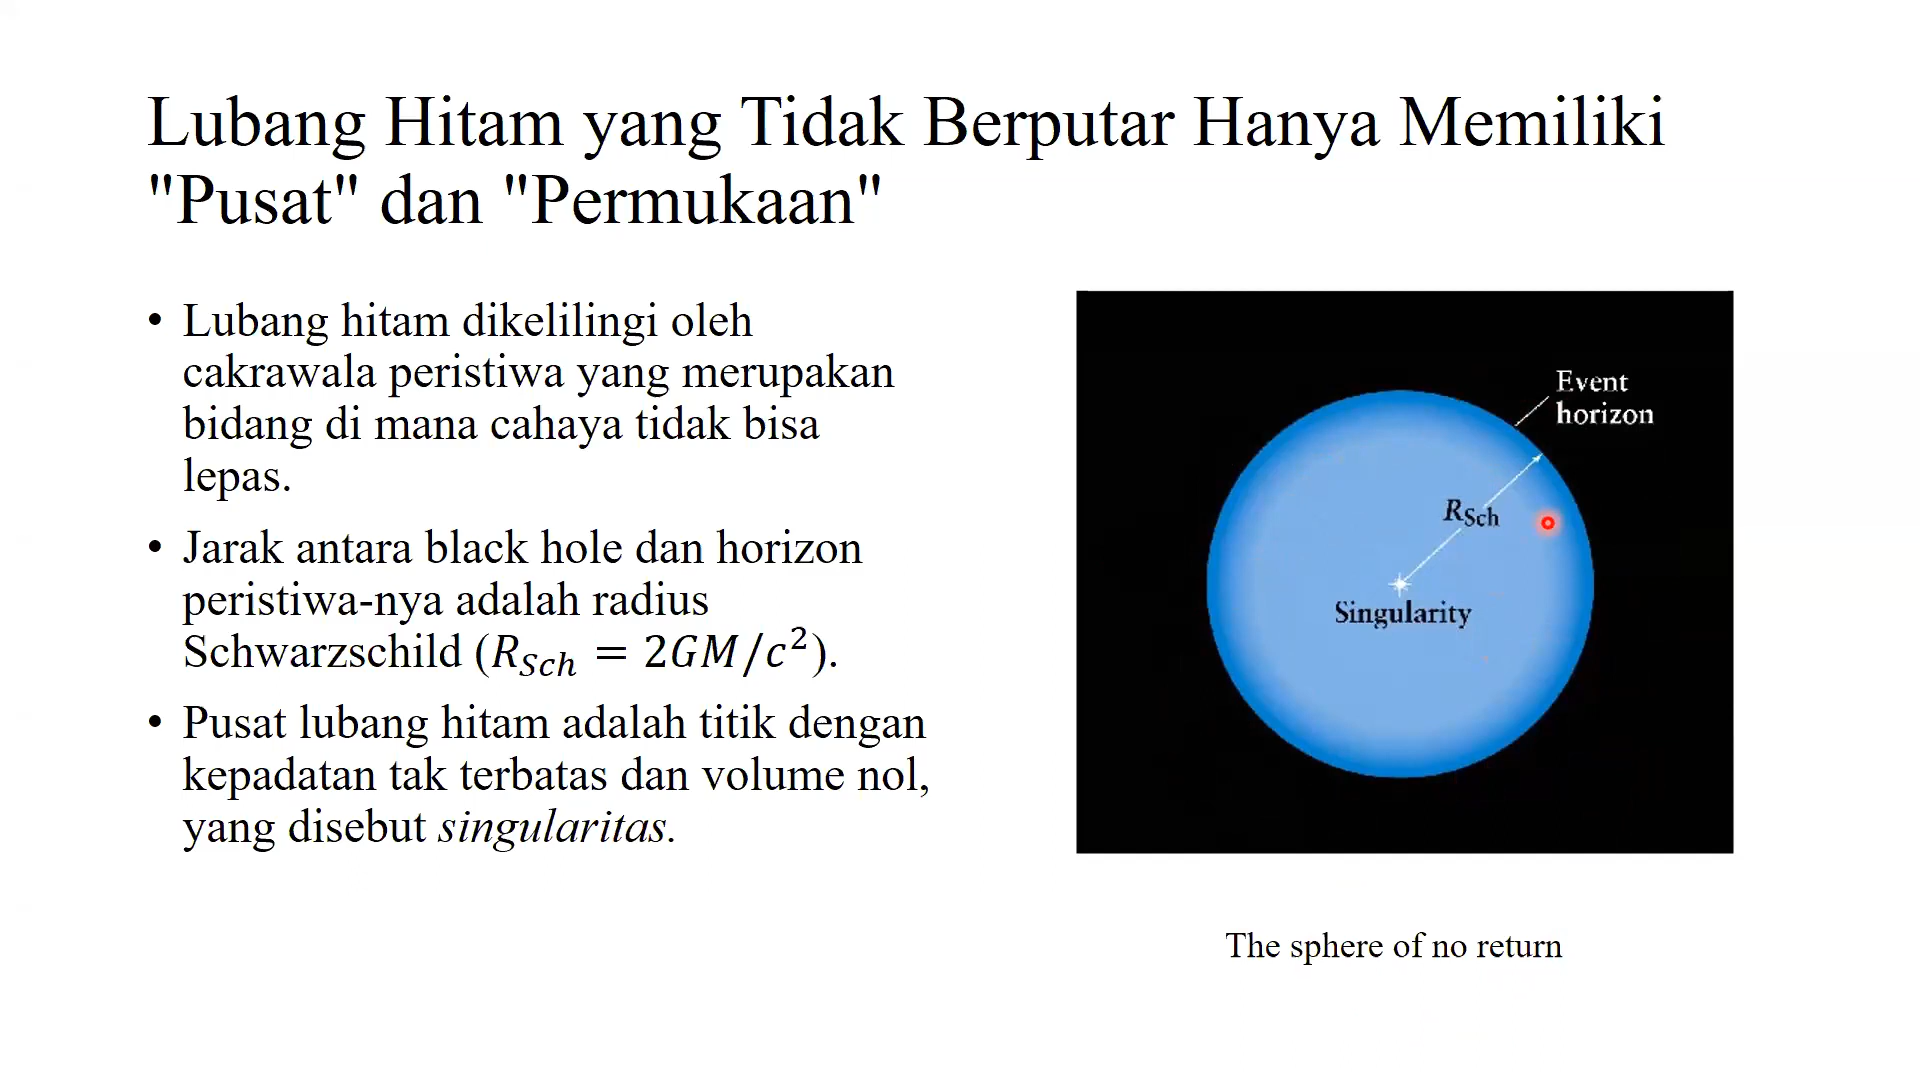 Lubang Hitam yang Tidak Berputar Hanya Memiliki
"Pusat" dan "Permukaan"
• Lubang hitam dikelilingi oleh
cakrawala peristiwa yang merupakan
bidang di mana cahaya tidak bisa
lepas.
• Jarak antara black hole dan horizon
peristiwa-nya adalah radius
Schwarzschild (R_Sch = 2GM/c²).
• Pusat lubang hitam adalah titik dengan
kepadatan tak terbatas dan volume nol,
yang disebut singularitas.
Event
horizon
R_Sch
Singularity
The sphere of no return